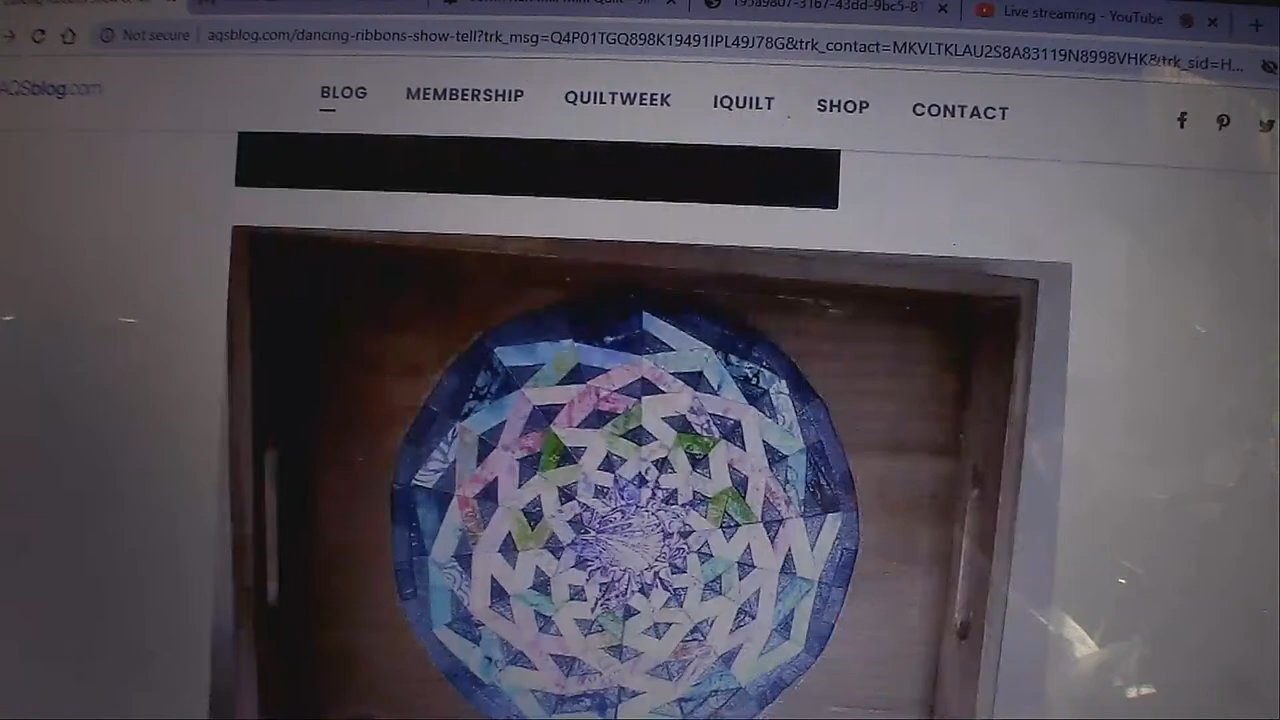 Live streaming - YouTube
Not secure
aqsblog.com/dancing-ribbons-show-tell?trk_msg=Q4P01TGQ898K19491IPL49J78G&trk_contact=MKVLTKLAU2S8A83119N8998VHK&trk_sid=H...
AQSblog.com
BLOG MEMBERSHIP QUILTWEEK IQUILT SHOP CONTACT